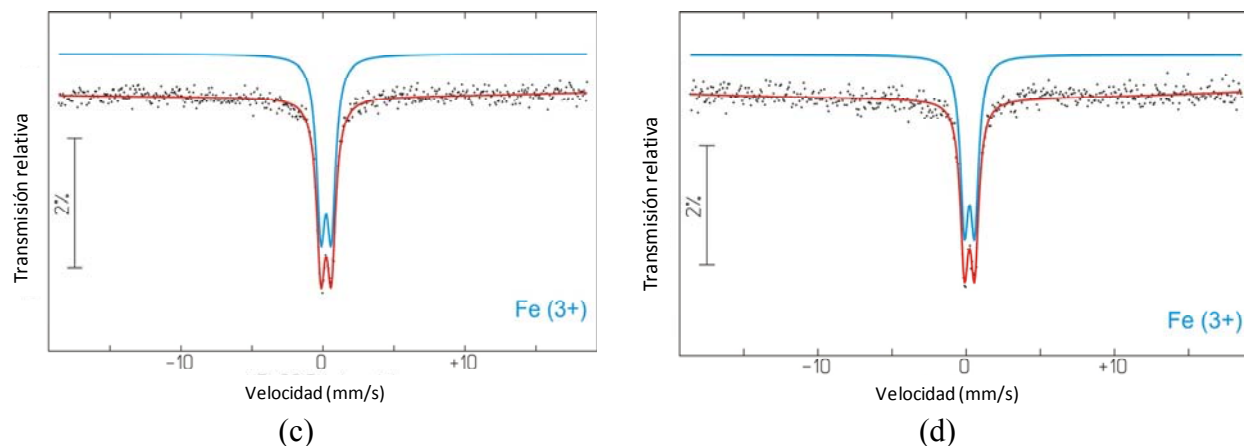 Transmisión relativa
2%
Fe (3+)
−10
0
+10
Velocidad (mm/s)
(c)
Transmisión relativa
2%
Fe (3+)
−10
0
+10
Velocidad (mm/s)
(d)